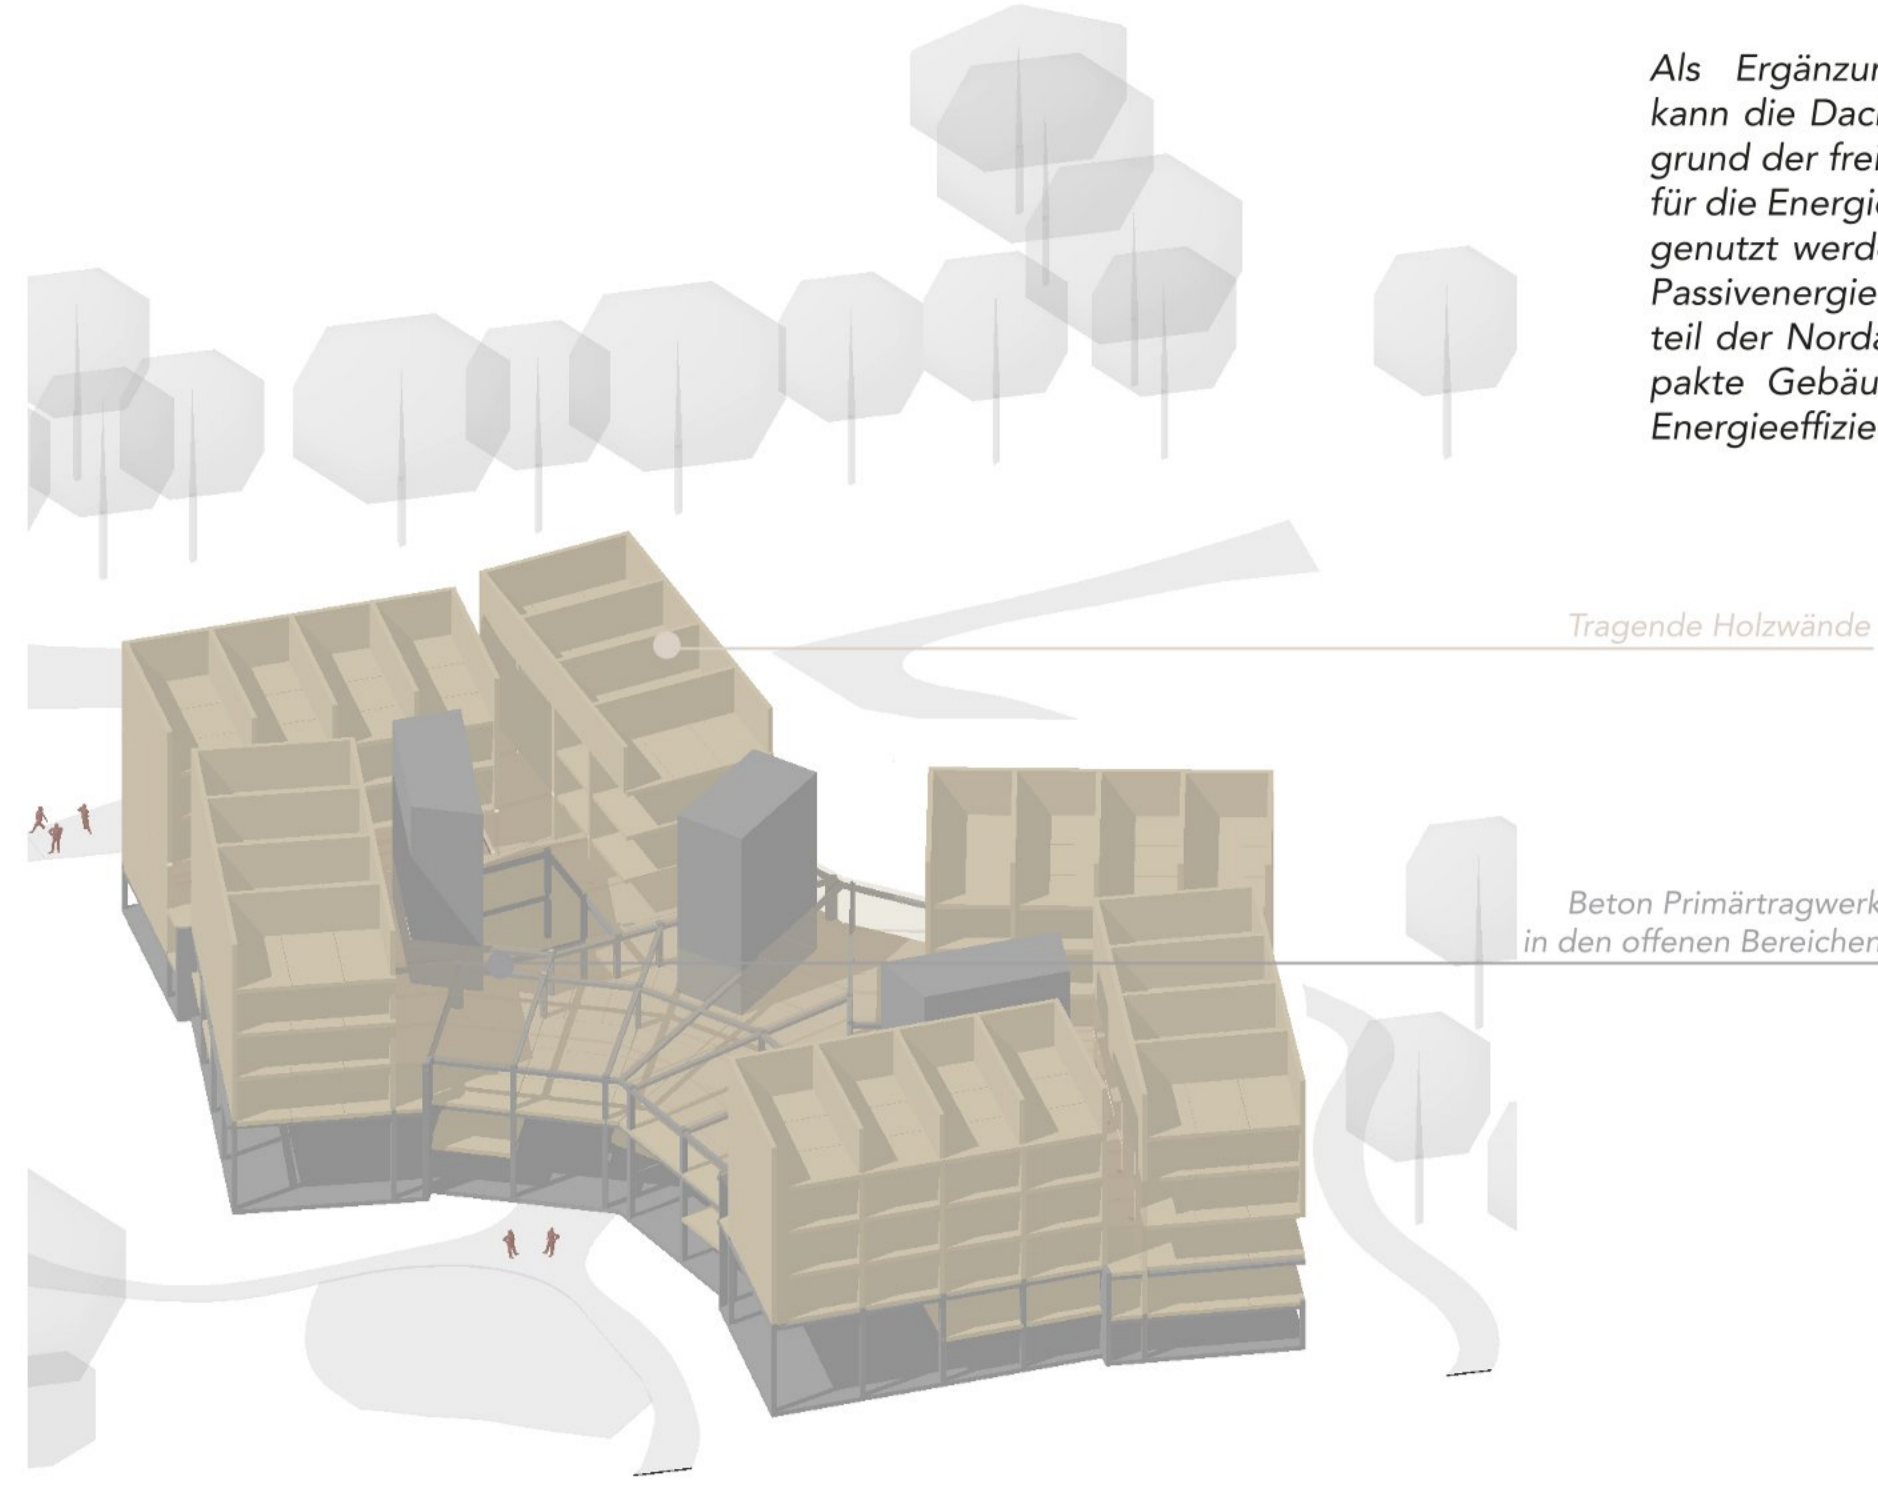 Als Ergänzun
kann die Dac
grund der frei
für die Energi
genutzt werd
Passivenergie
teil der Norda
pakte Gebäu
Energieeffizie
Tragende Holzwände
Beton Primärtragwerk
in den offenen Bereichen